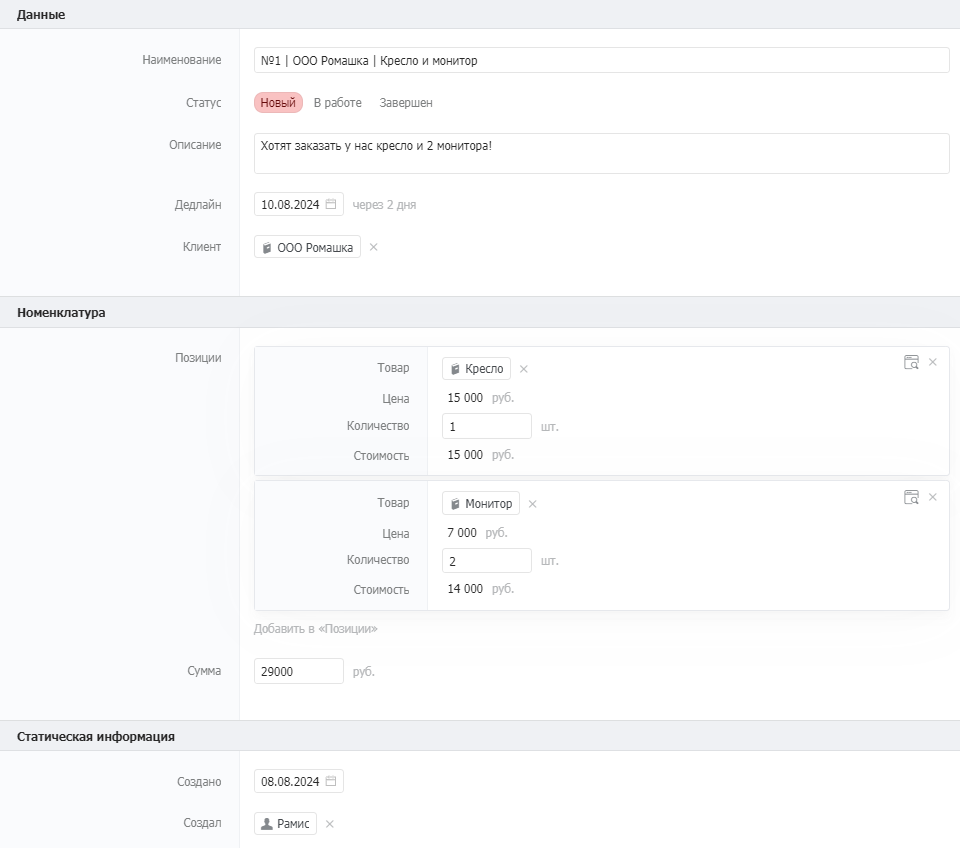 Данные
Наименование №1 | ООО Ромашка | Кресло и монитор
Статус Новый В работе Завершен
Описание Хотят заказать у нас кресло и 2 монитора!
Дедлайн 10.08.2024 через 2 дня
Клиент ООО Ромашка
Номенклатура
Позиции
Товар Кресло
Цена 15 000 руб.
Количество 1 шт.
Стоимость 15 000 руб.
Товар Монитор
Цена 7 000 руб.
Количество 2 шт.
Стоимость 14 000 руб.
Добавить в «Позиции»
Сумма 29000 руб.
Статическая информация
Создано 08.08.2024
Создал Рамис